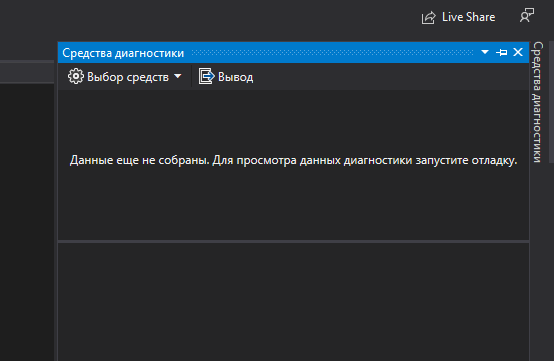 Live Share
Средства диагностики
Выбор средств
Вывод
Данные еще не собраны. Для просмотра данных диагностики запустите отладку.
Средства диагностики